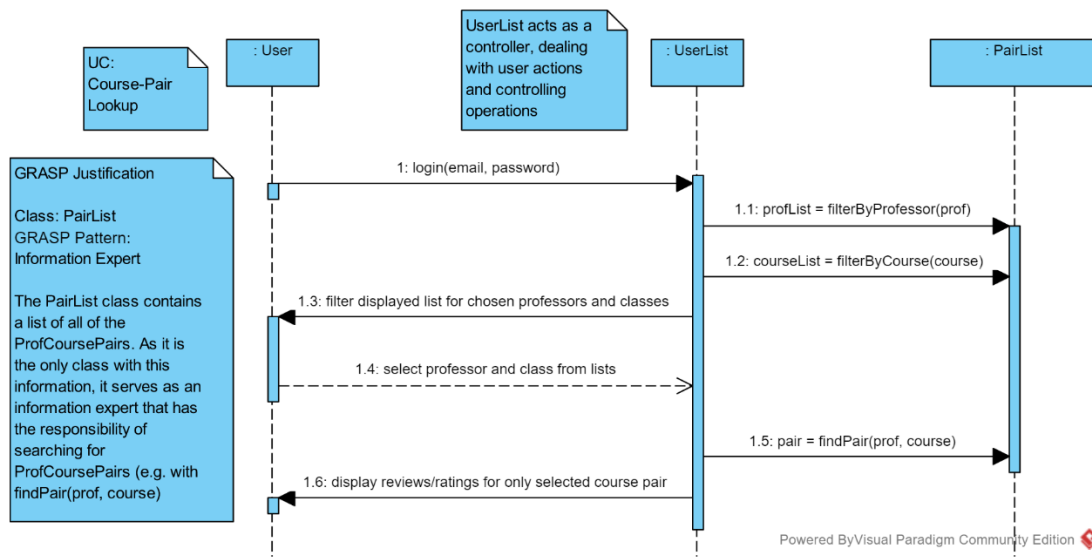 UC:
Course-Pair
Lookup
: User
UserList acts as a
controller, dealing
with user actions
and controlling
operations
: UserList
: PairList
GRASP Justification
Class: PairList
GRASP Pattern:
Information Expert
The PairList class contains
a list of all of the
ProfCoursePairs. As it is
the only class with this
information, it serves as an
information expert that has
the responsibility of
searching for
ProfCoursePairs (e.g. with
findPair(prof, course)
1: login(email, password)
1.1: profList = filterByProfessor(prof)
1.2: courseList = filterByCourse(course)
1.3: filter displayed list for chosen professors and classes
1.4: select professor and class from lists
1.5: pair = findPair(prof, course)
1.6: display reviews/ratings for only selected course pair
Powered ByVisual Paradigm Community Edition